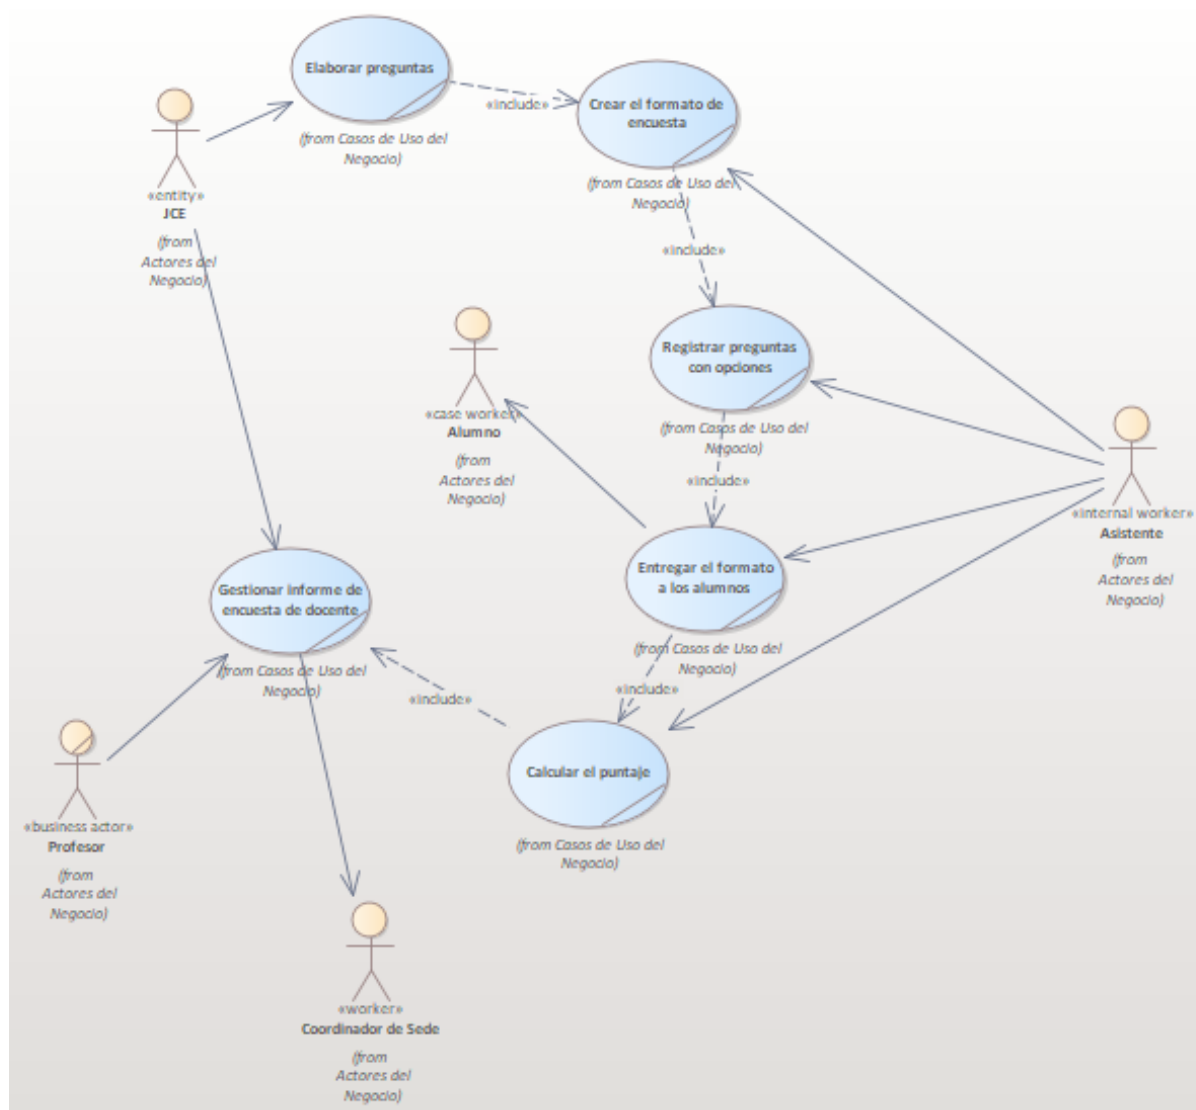 Elaborar preguntas
(from Casos de Uso del
Negocio)
«include»
Crear el formato de
encuesta
(from Casos de Uso del
Negocio)
«entity»
JCE
(from
Actores del
Negocio)
«include»
Registrar preguntas
con opciones
(from Casos de Uso del
Negocio)
«case worker»
Alumno
(from
Actores del
Negocio)
«include»
«internal worker»
Asistente
(from
Actores del
Negocio)
Entregar el formato
a los alumnos
(from Casos de Uso del
Negocio)
Gestionar informe de
encuesta de docente
(from Casos de Uso del
Negocio)
«include»
«include»
Calcular el puntaje
(from Casos de Uso del
Negocio)
«business actor»
Profesor
(from
Actores del
Negocio)
«worker»
Coordinador de Sede
(from
Actores del
Negocio)